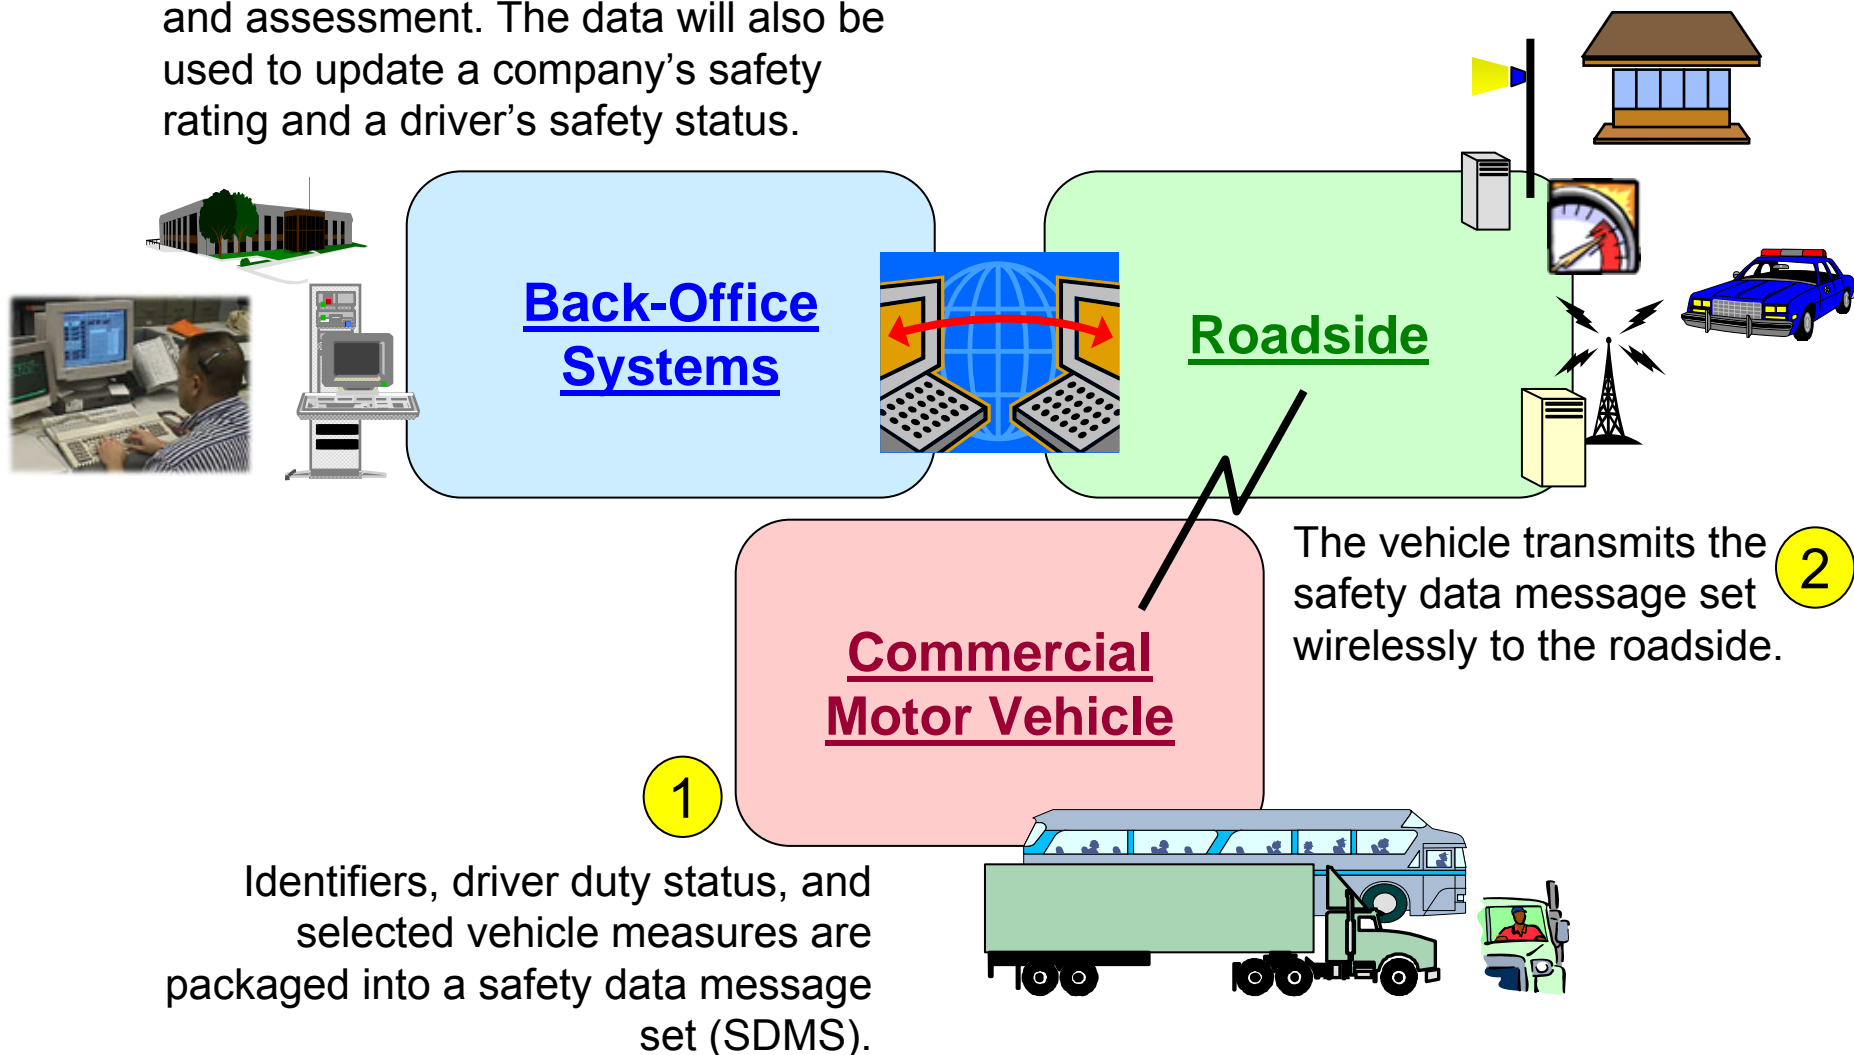 and assessment. The data will also be
used to update a company’s safety
rating and a driver’s safety status.
Back-Office
Systems
Roadside
The vehicle transmits the
safety data message set
wirelessly to the roadside.
2
Commercial
Motor Vehicle
1
Identifiers, driver duty status, and
selected vehicle measures are
packaged into a safety data message
set (SDMS).